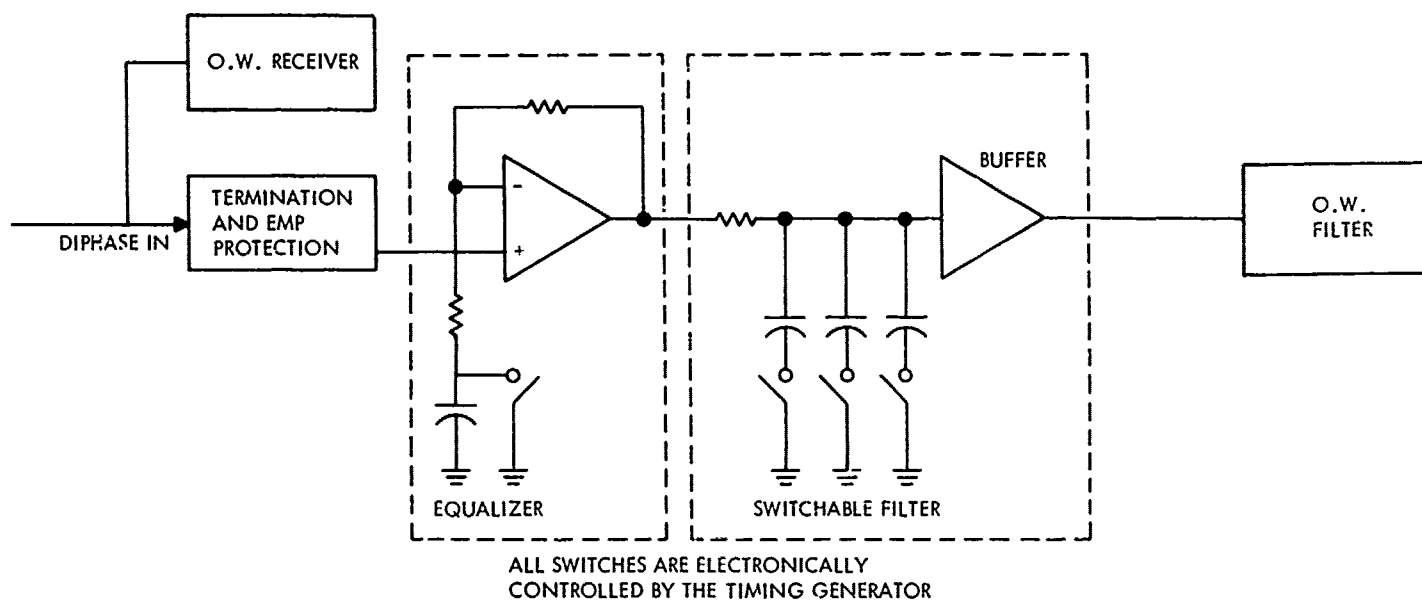 O.W. RECEIVER
TERMINATION
AND EMP
PROTECTION
DIPHASE IN
-
+
EQUALIZER
BUFFER
SWITCHABLE FILTER
O.W.
FILTER
ALL SWITCHES ARE ELECTRONICALLY
CONTROLLED BY THE TIMING GENERATOR